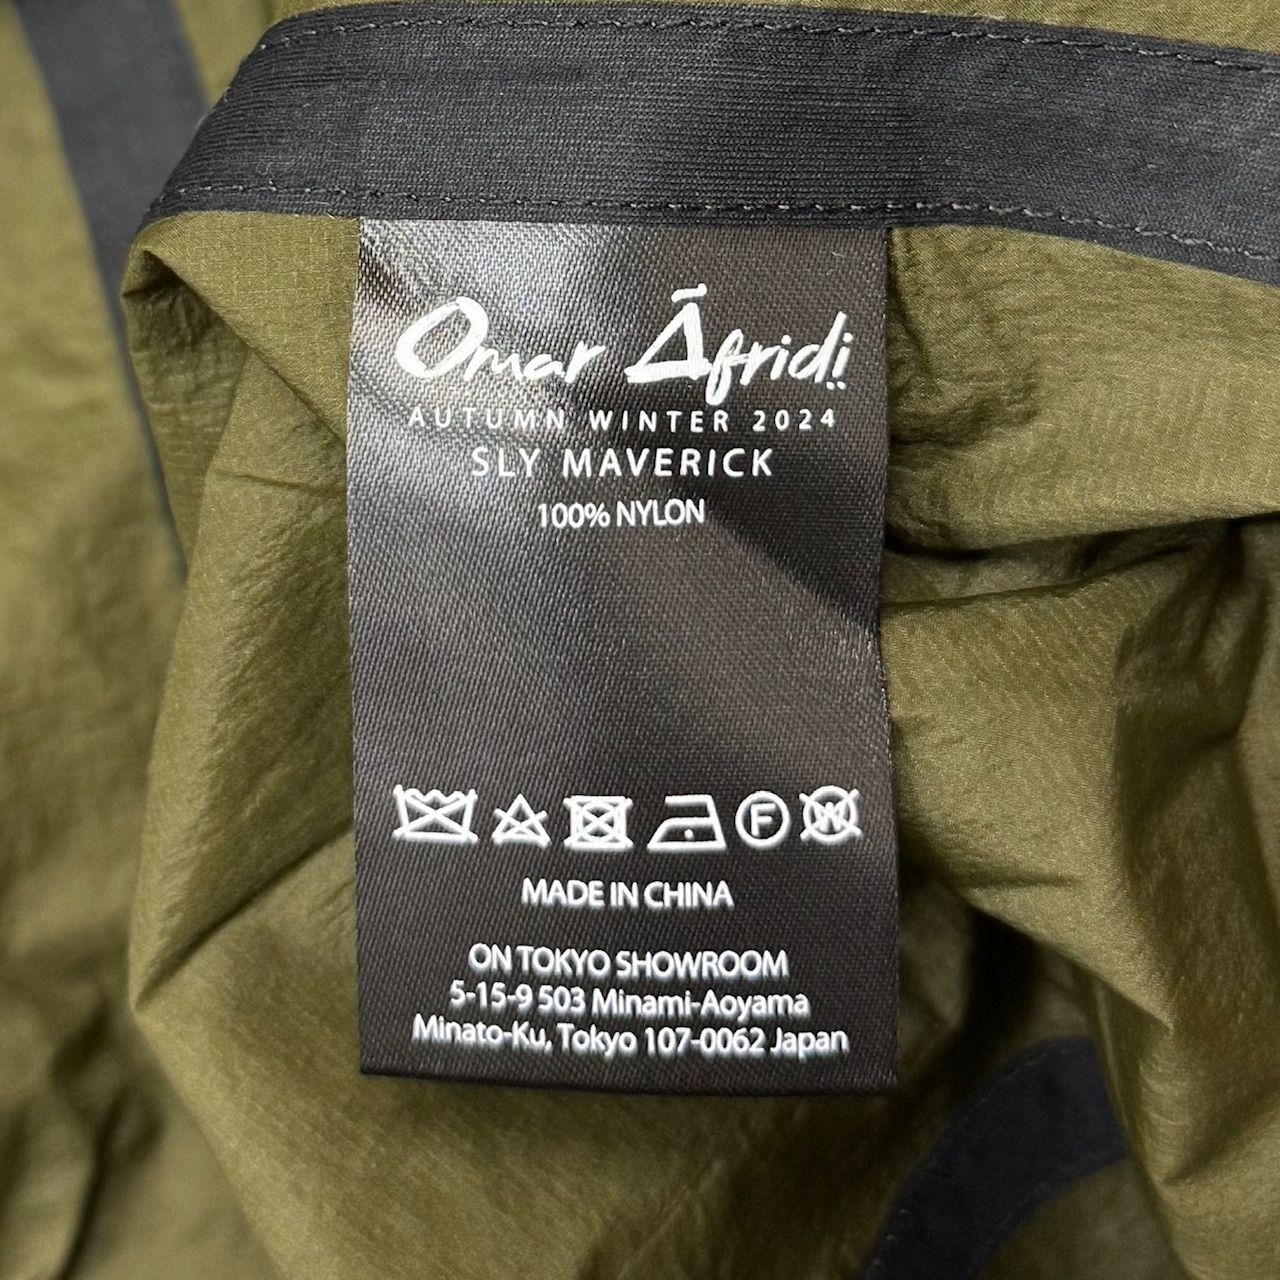 Omar Āfridi
AUTUMN WINTER 2024
SLY MAVERICK
100% NYLON
F W
MADE IN CHINA
ON TOKYO SHOWROOM
5-15-9 503 Minami-Aoyama
Minato-Ku, Tokyo 107-0062 Japan